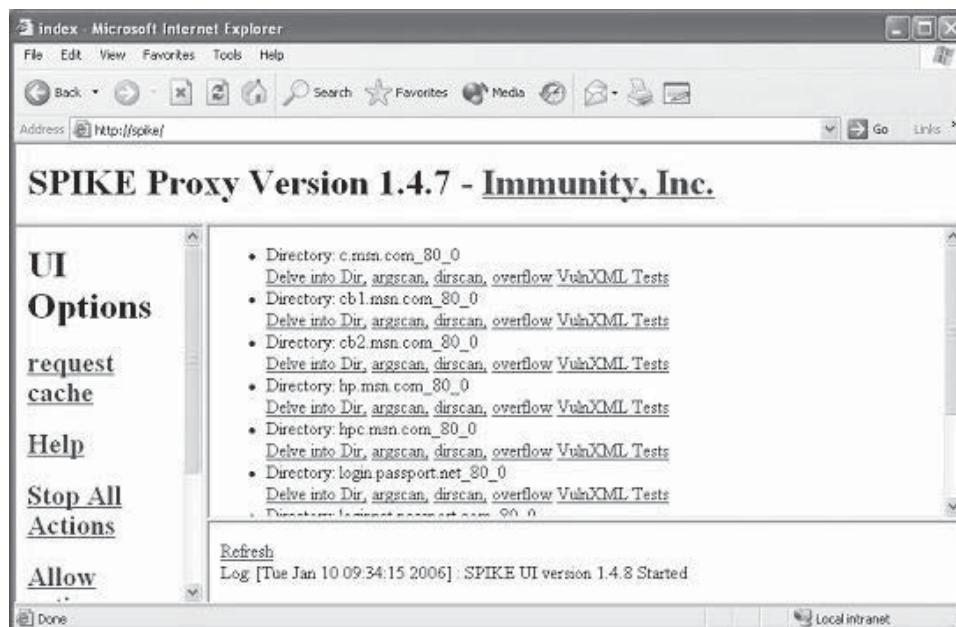 index - Microsoft Internet Explorer
File Edit View Favorites Tools Help
Back Search Favorites Media
Address http://spike/ Go Links »
SPIKE Proxy Version 1.4.7 - Immunity, Inc.
UI
Options
request
cache
Help
Stop All
Actions
Allow
• Directory: c.msn.com_80_0
Delve into Dir, argscan, dirscan, overflow VulnXML Tests
• Directory: cb1.msn.com_80_0
Delve into Dir, argscan, dirscan, overflow VulnXML Tests
• Directory: cb2.msn.com_80_0
Delve into Dir, argscan, dirscan, overflow VulnXML Tests
• Directory: hp.msn.com_80_0
Delve into Dir, argscan, dirscan, overflow VulnXML Tests
• Directory: hpc.msn.com_80_0
Delve into Dir, argscan, dirscan, overflow VulnXML Tests
• Directory: login.passport.net_80_0
Delve into Dir, argscan, dirscan, overflow VulnXML Tests
Refresh
Log: [Tue Jan 10 09:34:15 2006] : SPIKE UI version 1.4.8 Started
Done Local intranet